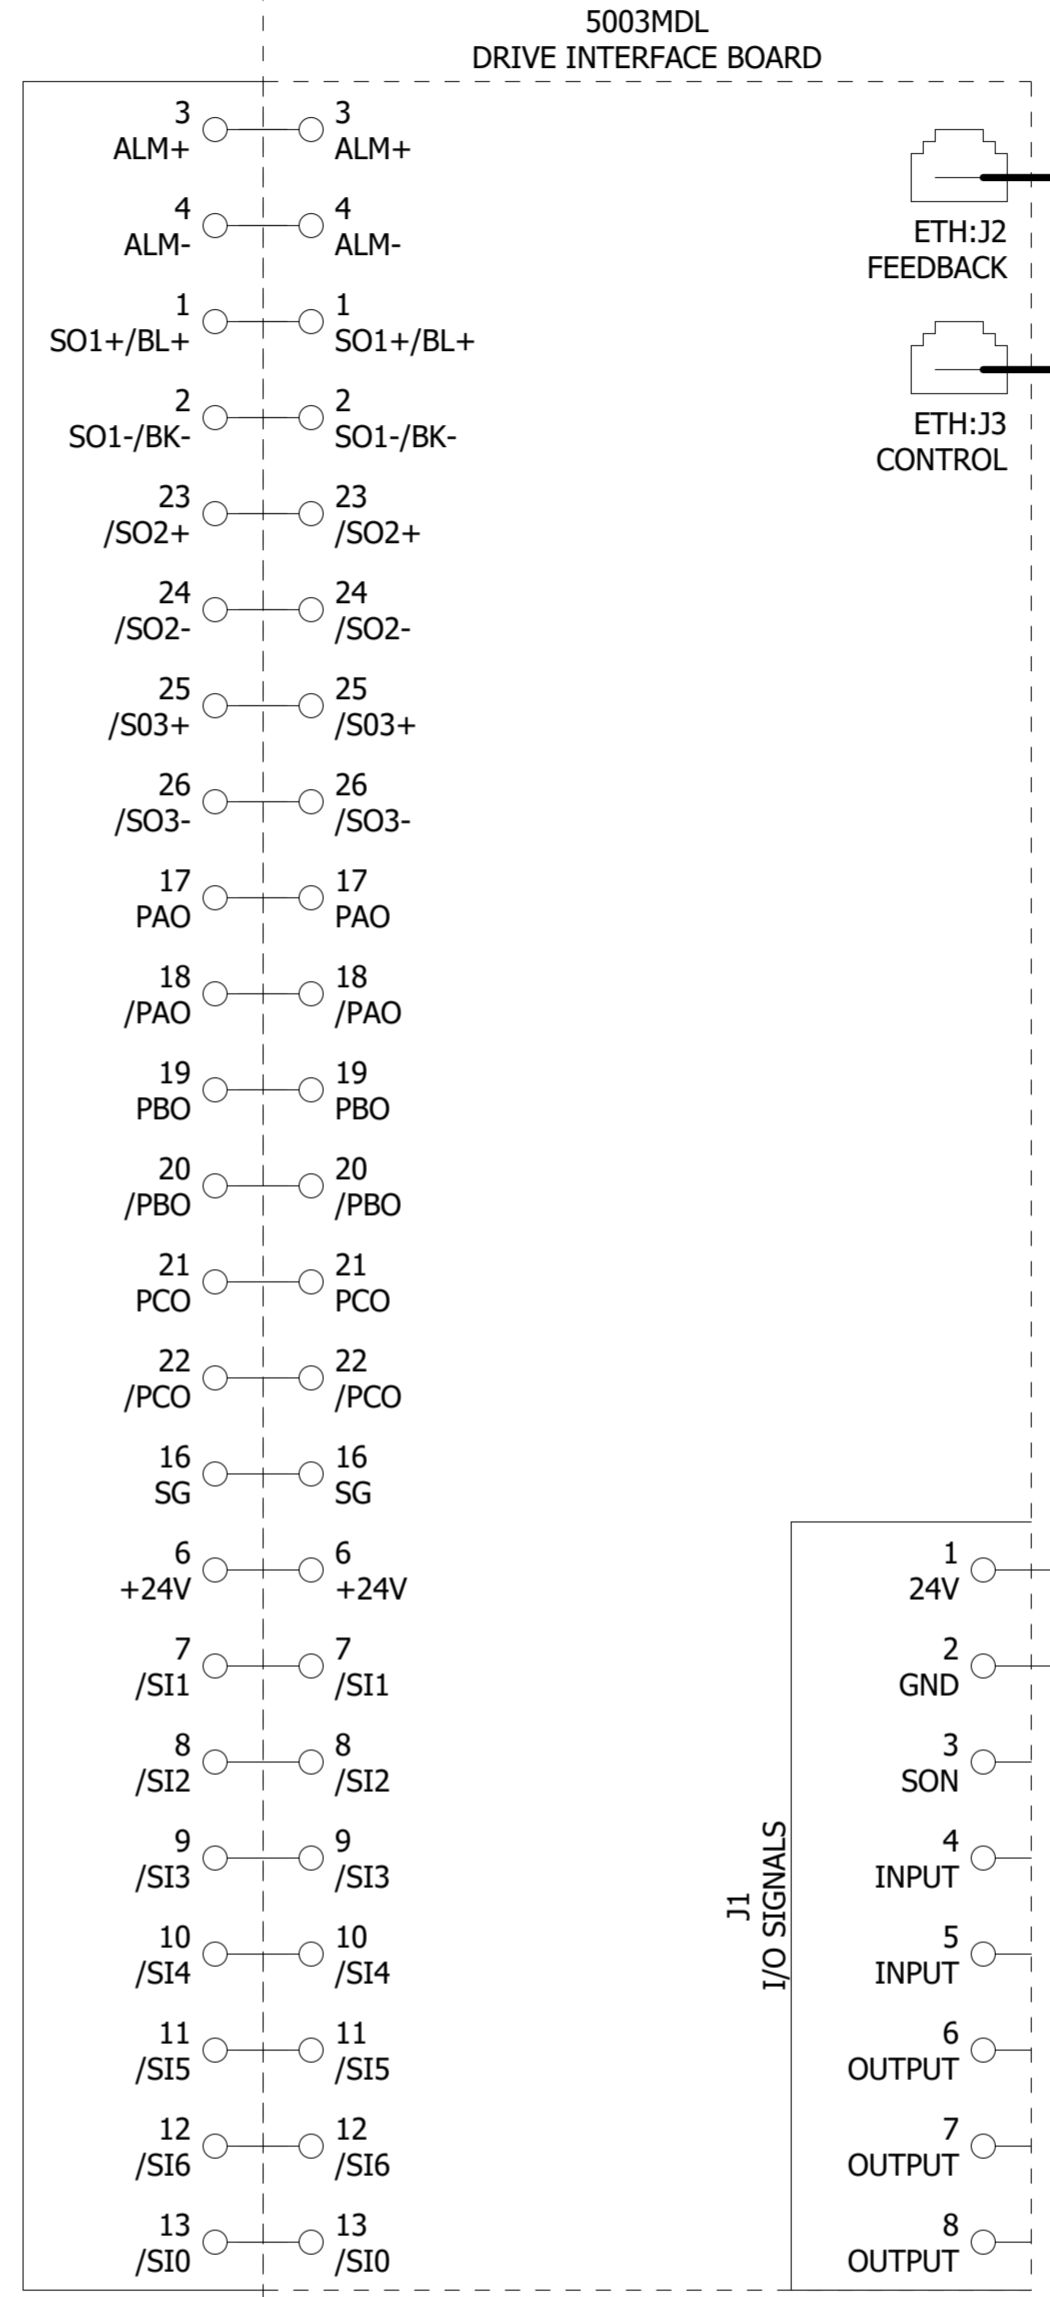 5003MDL
DRIVE INTERFACE BOARD
3
ALM+
3
ALM+
4
ALM-
4
ALM-
1
SO1+/BL+
1
SO1+/BL+
2
SO1-/BK-
2
SO1-/BK-
23
/SO2+
23
/SO2+
24
/SO2-
24
/SO2-
25
/S03+
25
/S03+
26
/SO3-
26
/SO3-
17
PAO
17
PAO
18
/PAO
18
/PAO
19
PBO
19
PBO
20
/PBO
20
/PBO
21
PCO
21
PCO
22
/PCO
22
/PCO
16
SG
16
SG
6
+24V
6
+24V
7
/SI1
7
/SI1
8
/SI2
8
/SI2
9
/SI3
9
/SI3
10
/SI4
10
/SI4
11
/SI5
11
/SI5
12
/SI6
12
/SI6
13
/SI0
13
/SI0
ETH:J2
FEEDBACK
ETH:J3
CONTROL
J1
I/O SIGNALS
1
24V
2
GND
3
SON
4
INPUT
5
INPUT
6
OUTPUT
7
OUTPUT
8
OUTPUT